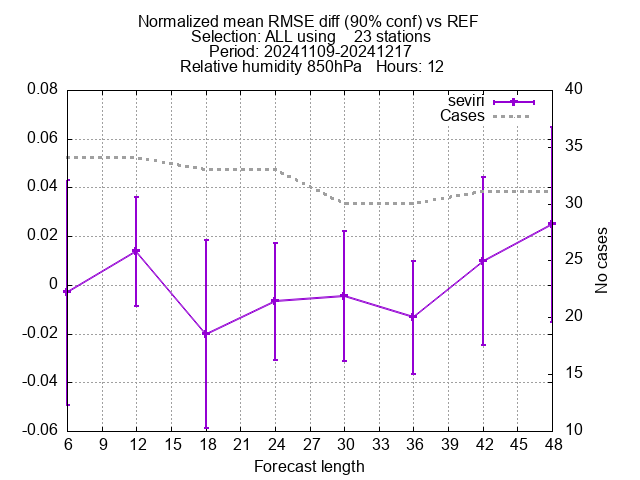 Normalized mean RMSE diff (90% conf) vs REF
Selection: ALL using    23 stations
Period: 20241109-20241217
Relative humidity 850hPa   Hours: 12
seviri
Cases
0.08
0.06
0.04
0.02
0
-0.02
-0.04
-0.06
40
35
30
25
20
15
10
No cases
6 9 12 15 18 21 24 27 30 33 36 39 42 45 48
Forecast length